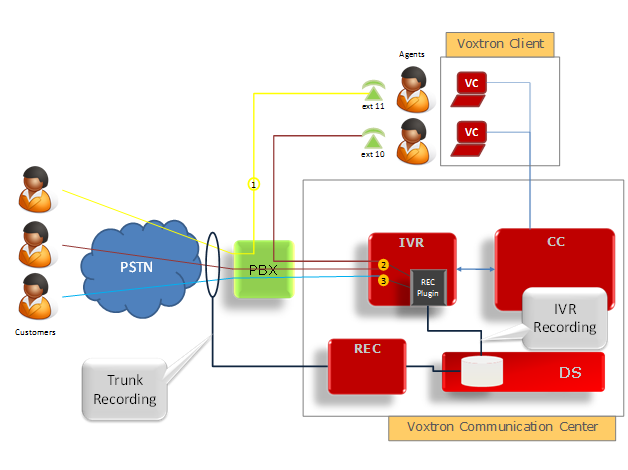 Voxtron Client
Agents
VC
ext 11
VC
ext 10
1
IVR
CC
PSTN
PBX
2
3
REC
Plugin
Customers
IVR
Recording
REC
DS
Trunk
Recording
Voxtron Communication Center